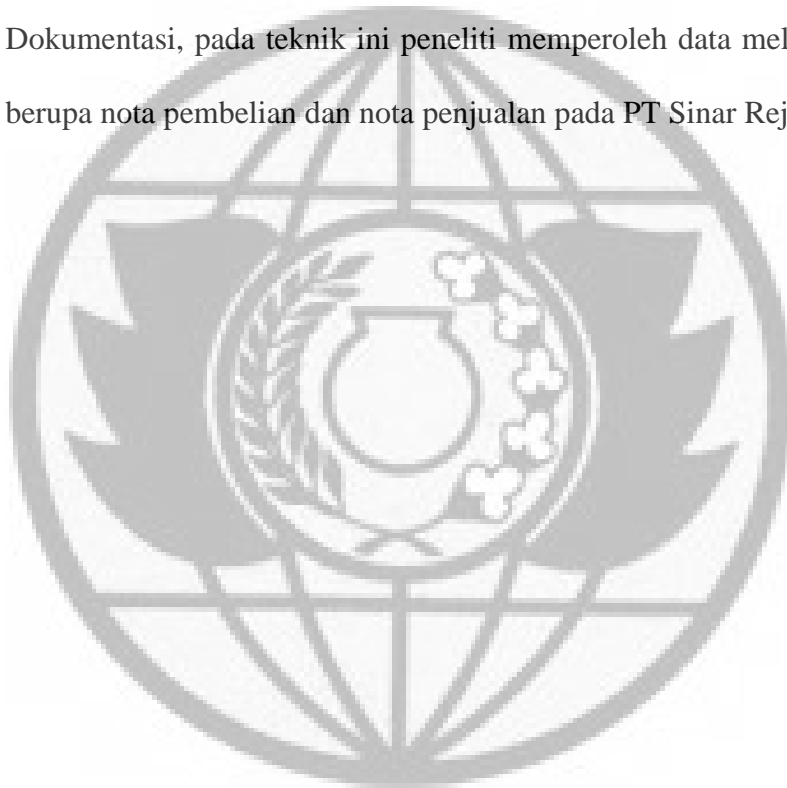 Dokumentasi, pada teknik ini peneliti memperoleh data mel
berupa nota pembelian dan nota penjualan pada PT Sinar Rej